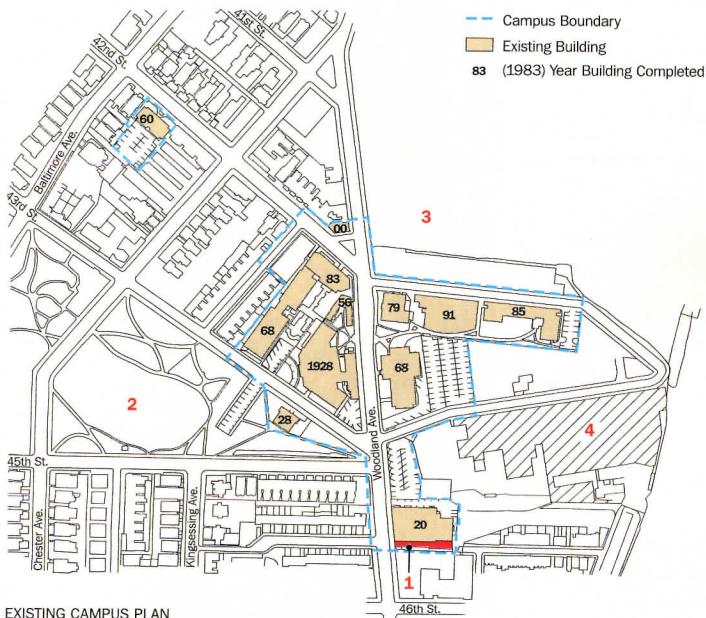 Campus Boundary
Existing Building
83 (1983) Year Building Completed
41st St.
42nd St.
60
Baltimore Ave.
43rd St.
3
00
83
56
79
91
85
68
1928
68
2
28
4
Woodland Ave.
45th St.
Chester Ave.
Kingsessing Ave.
20
1
46th St.
EXISTING CAMPUS PLAN